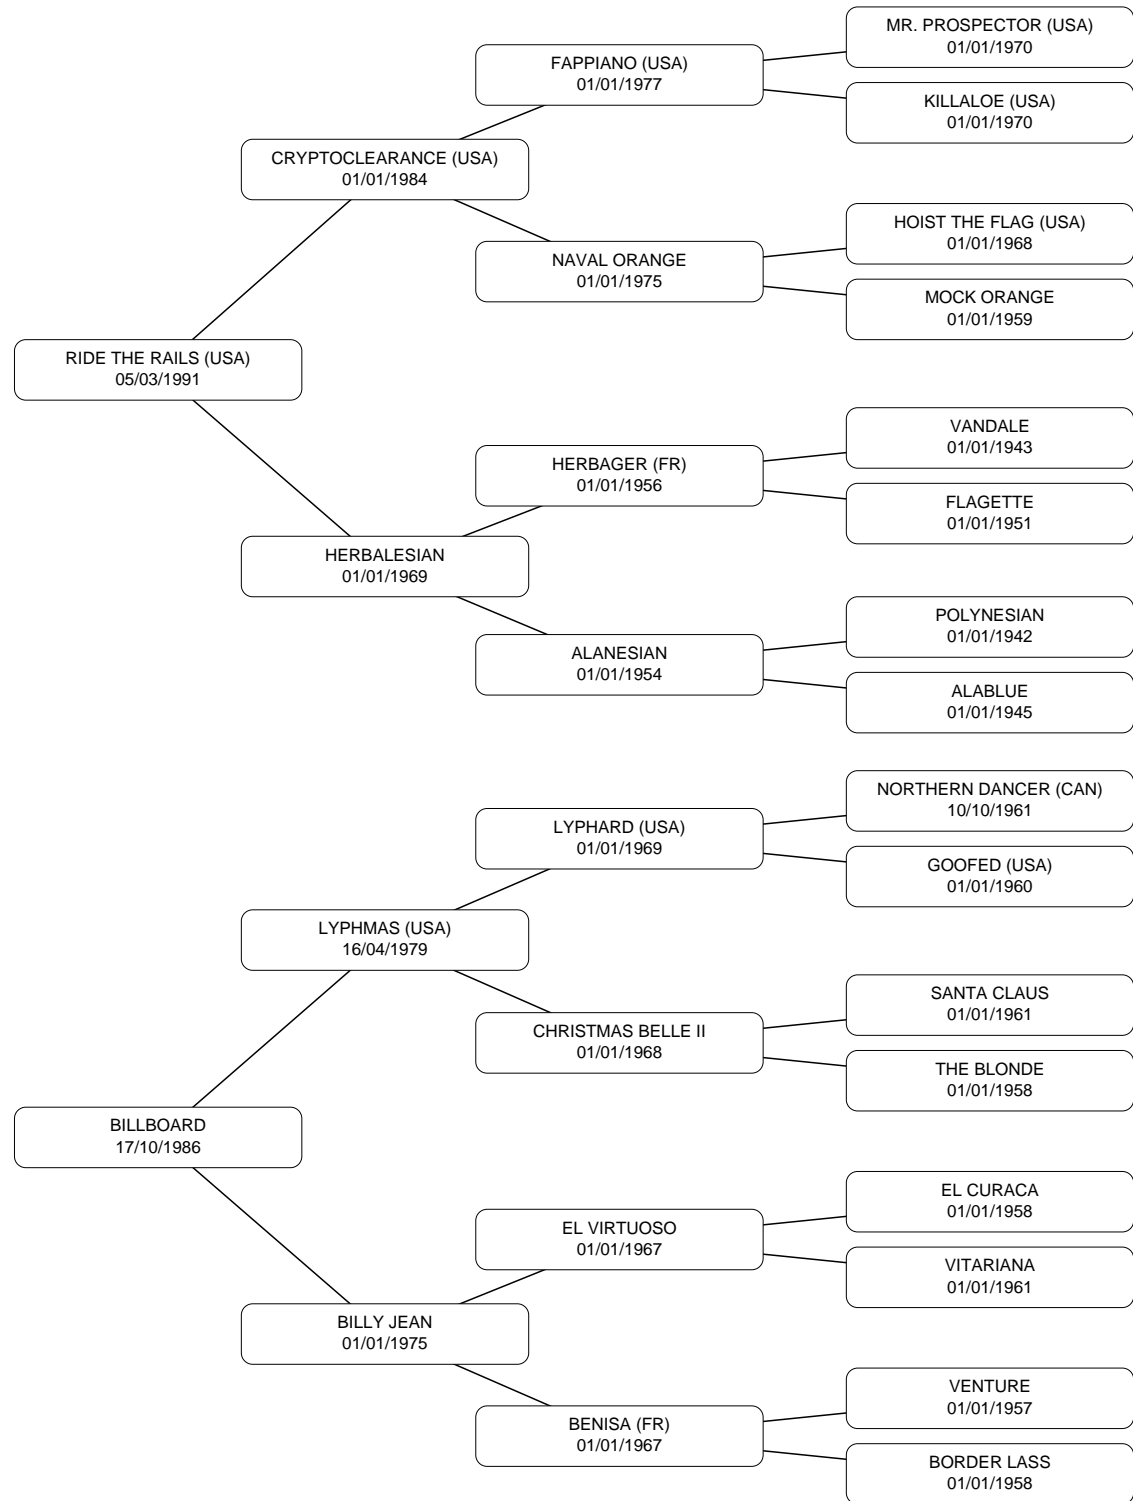 MR. PROSPECTOR (USA)
01/01/1970
FAPPIANO (USA)
01/01/1977
KILLALOE (USA)
01/01/1970
CRYPTOCLEARANCE (USA)
01/01/1984
HOIST THE FLAG (USA)
01/01/1968
NAVAL ORANGE
01/01/1975
MOCK ORANGE
01/01/1959
RIDE THE RAILS (USA)
05/03/1991
VANDALE
01/01/1943
HERBAGER (FR)
01/01/1956
FLAGETTE
01/01/1951
HERBALESIAN
01/01/1969
POLYNESIAN
01/01/1942
ALANESIAN
01/01/1954
ALABLUE
01/01/1945
NORTHERN DANCER (CAN)
10/10/1961
LYPHARD (USA)
01/01/1969
GOOFED (USA)
01/01/1960
LYPHMAS (USA)
16/04/1979
SANTA CLAUS
01/01/1961
CHRISTMAS BELLE II
01/01/1968
THE BLONDE
01/01/1958
BILLBOARD
17/10/1986
EL CURACA
01/01/1958
EL VIRTUOSO
01/01/1967
VITARIANA
01/01/1961
BILLY JEAN
01/01/1975
VENTURE
01/01/1957
BENISA (FR)
01/01/1967
BORDER LASS
01/01/1958